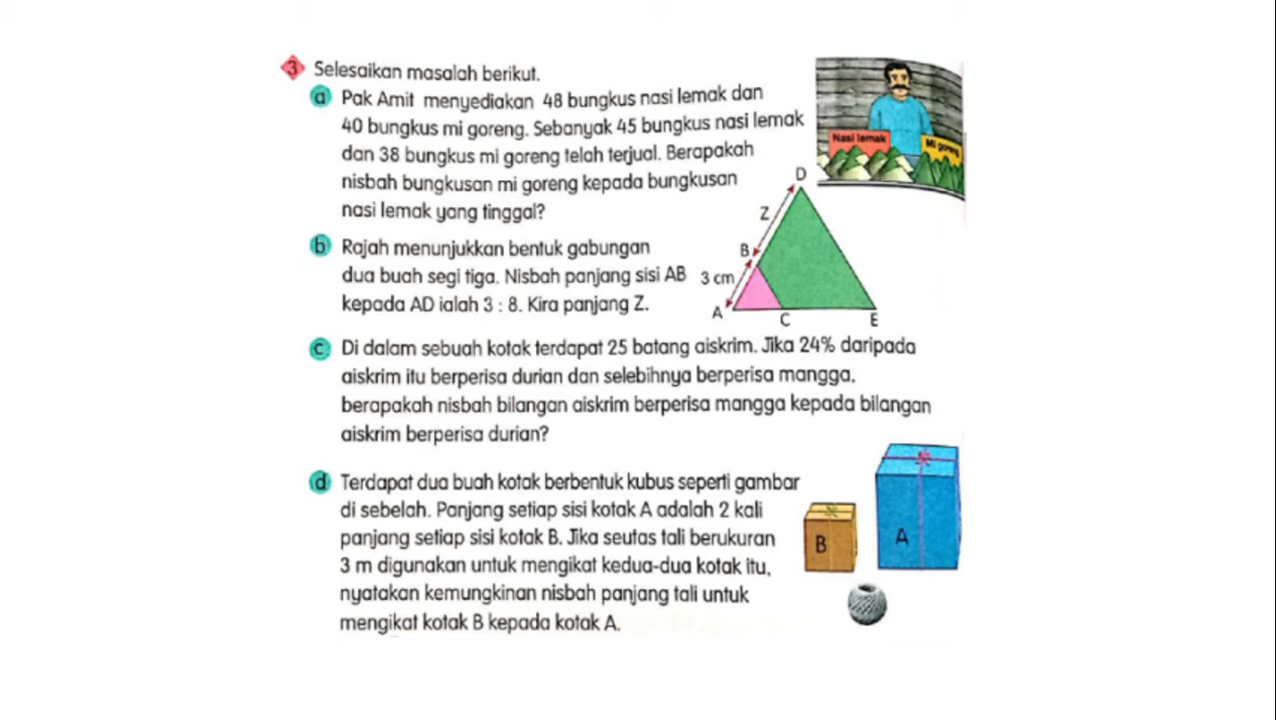 3 Selesaikan masalah berikut.
a Pak Amit menyediakan 48 bungkus nasi lemak dan
40 bungkus mi goreng. Sebanyak 45 bungkus nasi lemak
dan 38 bungkus mi goreng telah terjual. Berapakah
nisbah bungkusan mi goreng kepada bungkusan
nasi lemak yang tinggal?
Nasi lemak
Mi goreng
b Rajah menunjukkan bentuk gabungan
dua buah segi tiga. Nisbah panjang sisi AB
kepada AD ialah 3 : 8. Kira panjang Z.
D
Z
B
3 cm
A
C
E
c Di dalam sebuah kotak terdapat 25 batang aiskrim. Jika 24% daripada
aiskrim itu berperisa durian dan selebihnya berperisa mangga,
berapakah nisbah bilangan aiskrim berperisa mangga kepada bilangan
aiskrim berperisa durian?
d Terdapat dua buah kotak berbentuk kubus seperti gambar
di sebelah. Panjang setiap sisi kotak A adalah 2 kali
panjang setiap sisi kotak B. Jika seutas tali berukuran
3 m digunakan untuk mengikat kedua-dua kotak itu,
nyatakan kemungkinan nisbah panjang tali untuk
mengikat kotak B kepada kotak A.
B
A